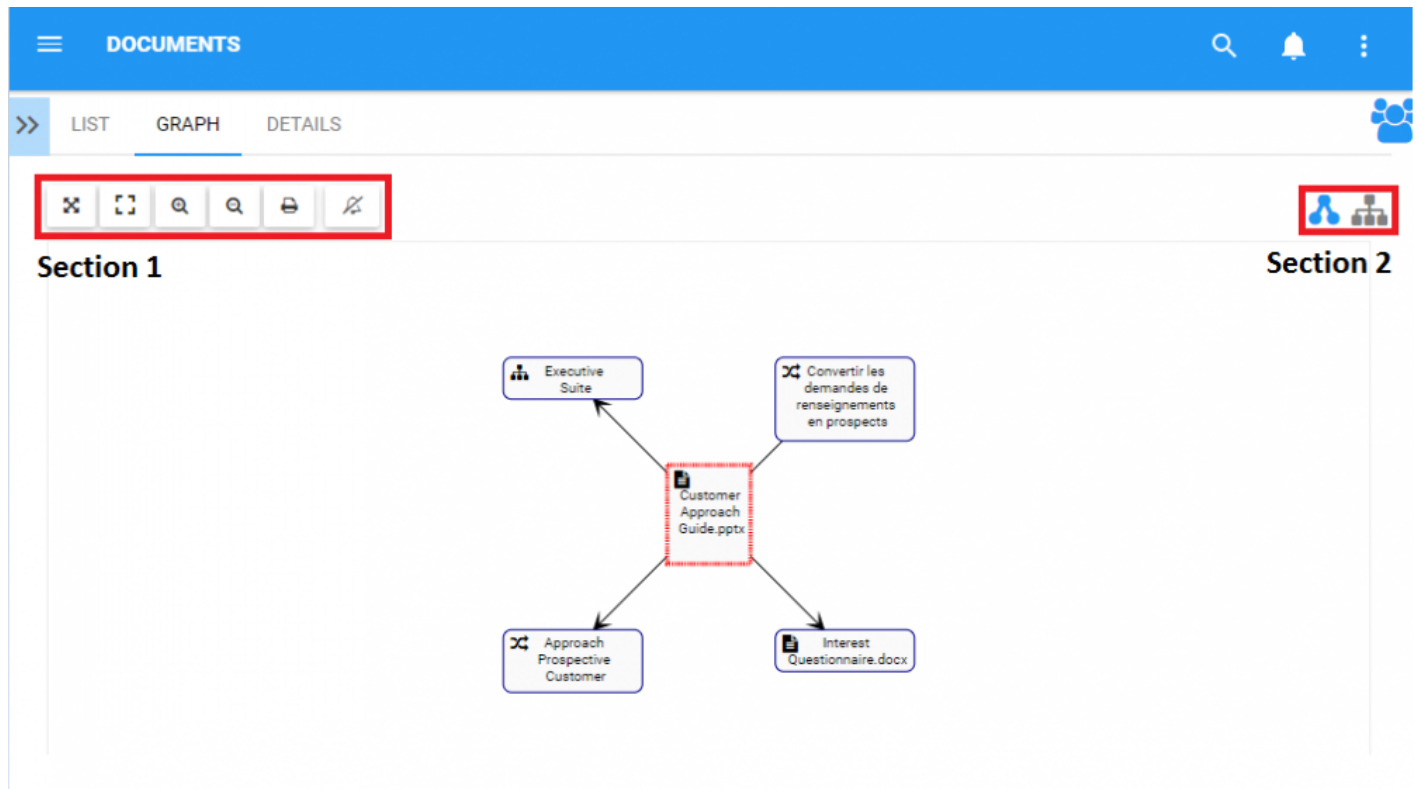 DOCUMENTS
LIST GRAPH DETAILS
Section 1
Section 2
Executive
Suite
Convertir les
demandes de
renseignements
en prospects
Customer
Approach
Guide.pptx
Approach
Prospective
Customer
Interest
Questionnaire.docx